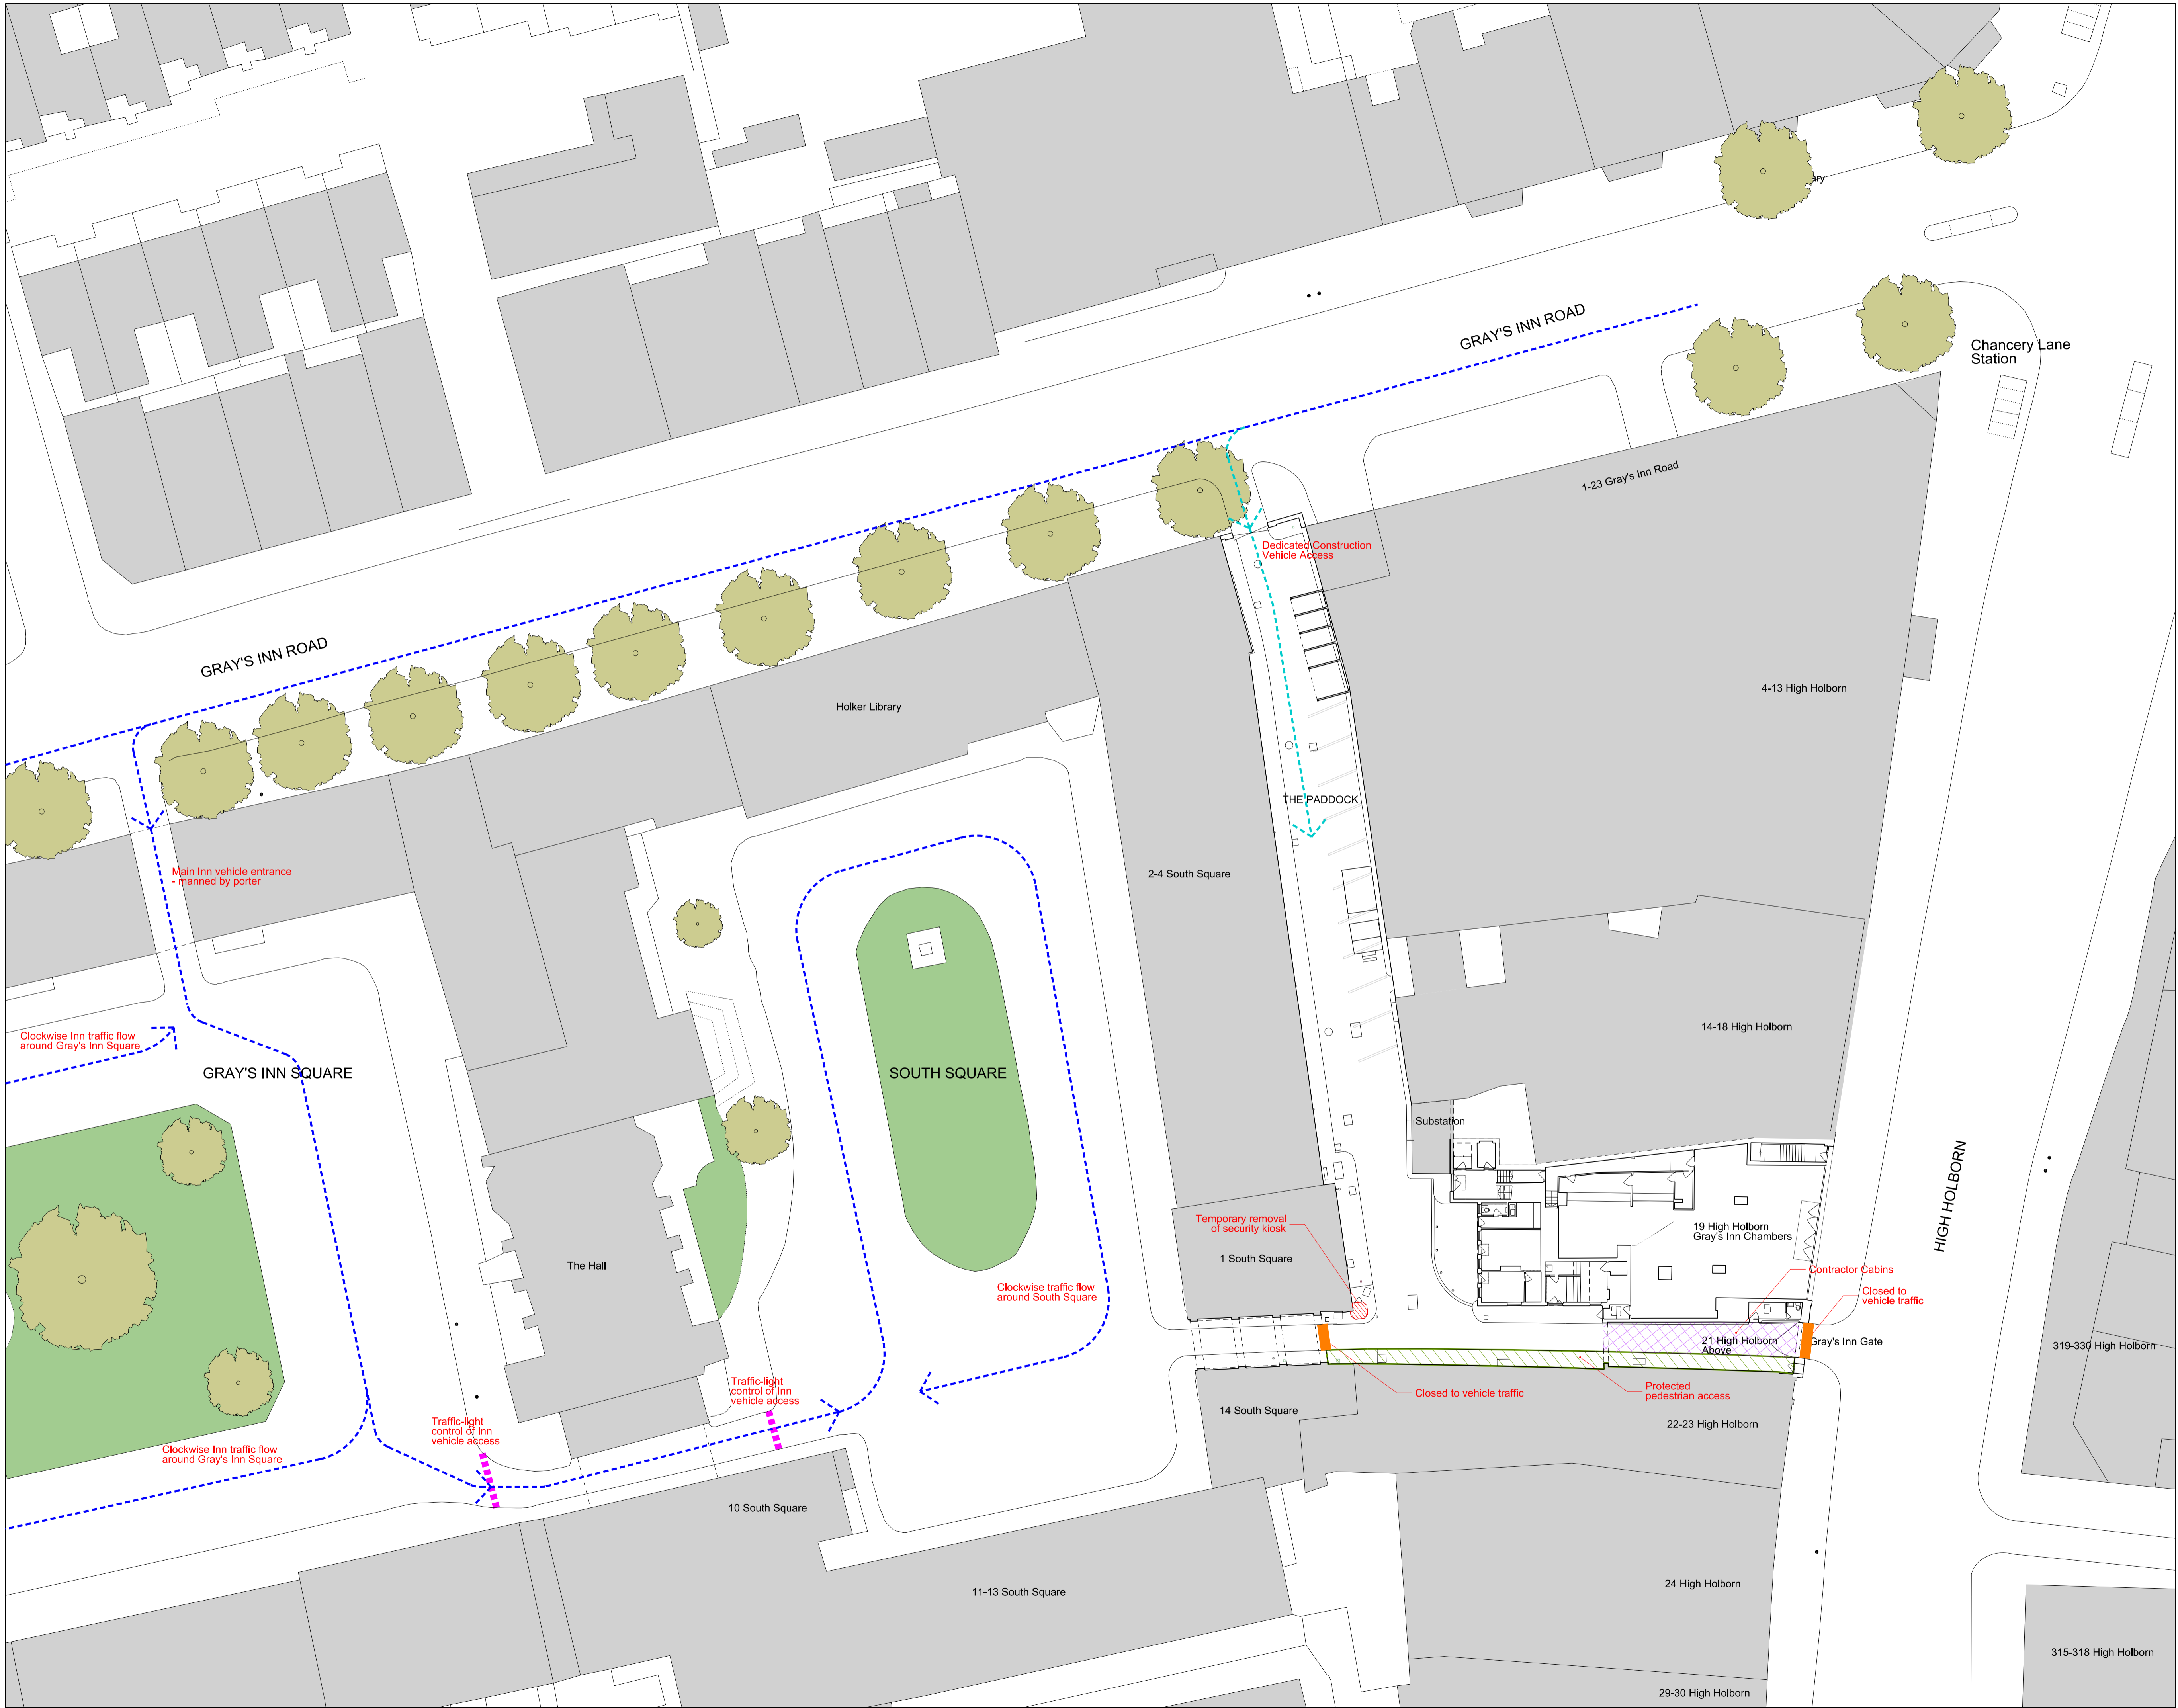 ary
GRAY'S INN ROAD
Chancery Lane
Station
1-23 Gray's Inn Road
Dedicated Construction
Vehicle Access
GRAY'S INN ROAD
4-13 High Holborn
Holker Library
THE PADDOCK
Main Inn vehicle entrance
- manned by porter
2-4 South Square
14-18 High Holborn
Clockwise Inn traffic flow
around Gray's Inn Square
GRAY'S INN SQUARE
SOUTH SQUARE
Substation
HIGH HOLBORN
Temporary removal
of security kiosk
19 High Holborn
Gray's Inn Chambers
1 South Square
The Hall
Contractor Cabins
Clockwise traffic flow
around South Square
Closed to
vehicle traffic
21 High Holborn
Above
Gray's Inn Gate
319-330 High Holborn
Traffic-light
control of Inn
vehicle access
Closed to vehicle traffic
Protected
pedestrian access
14 South Square
22-23 High Holborn
Traffic-light
control of Inn
vehicle access
Clockwise Inn traffic flow
around Gray's Inn Square
10 South Square
24 High Holborn
11-13 South Square
315-318 High Holborn
29-30 High Holborn